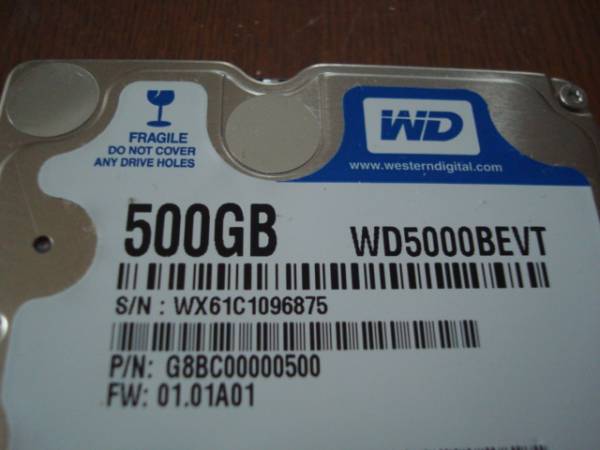 FRAGILE
DO NOT COVER
ANY DRIVE HOLES
WD
www.westerndigital.com
500GB WD5000BEVT
S/N : WX61C1096875
P/N: G8BC00000500
FW: 01.01A01